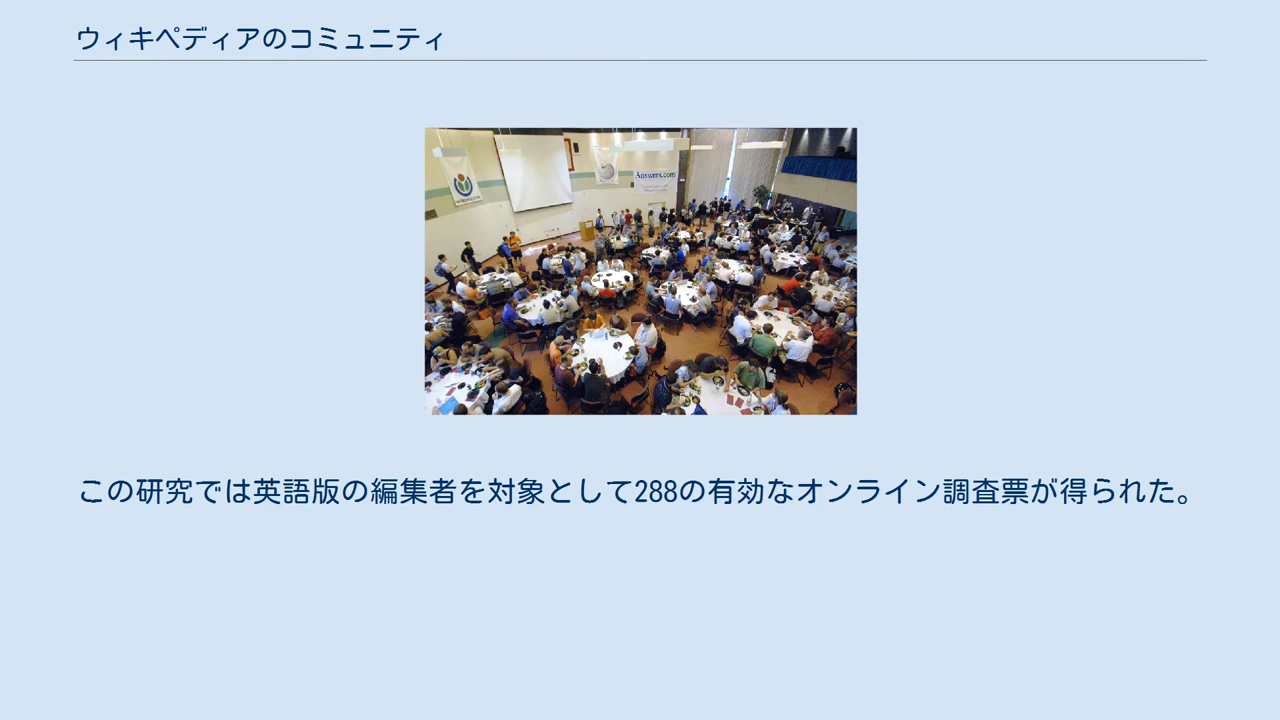 ウィキペディアのコミュニティ
Answers.com
この研究では英語版の編集者を対象として288の有効なオンライン調査票が得られた。